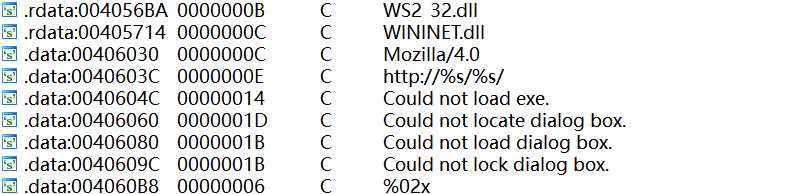 .rdata:004056BA 0000000B C WS2 32.dll
.rdata:00405714 0000000C C WININET.dll
.data:00406030 0000000C C Mozilla/4.0
.data:0040603C 0000000E C http://%s/%s/
.data:0040604C 00000014 C Could not load exe.
.data:00406060 0000001D C Could not locate dialog box.
.data:00406080 0000001B C Could not load dialog box.
.data:0040609C 0000001B C Could not lock dialog box.
.data:004060B8 00000006 C %02x